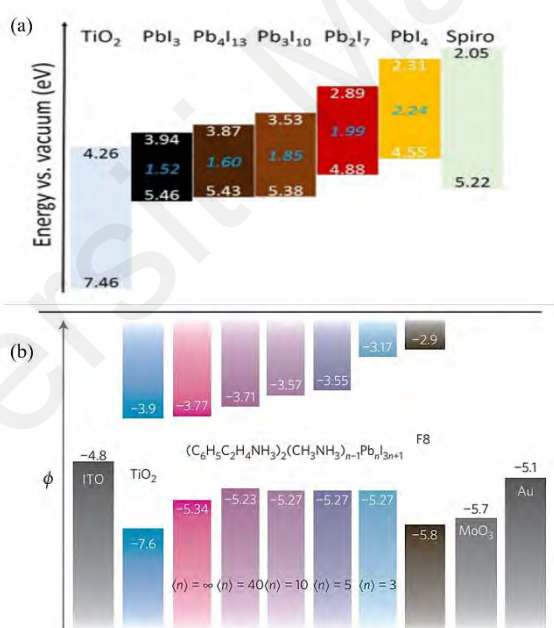 (a)
TiO₂ PbI₃ Pb₄I₁₃ Pb₃I₁₀ Pb₂I₇ PbI₄ Spiro
Energy vs. vacuum (eV)
2.05
2.31
2.89
3.53
3.87
3.94
4.26
1.52 1.60 1.85 1.99 2.24
4.55
4.88
5.46 5.43 5.38
5.22
7.46
(b)
ϕ
−3.9 −3.77 −3.71 −3.57 −3.55 −3.17 −2.9
(C₆H₅C₂H₄NH₃)₂(CH₃NH₃)ₙ₋₁PbₙI₃ₙ₊₁
F8
−4.8
ITO
TiO₂
−5.1
Au
−5.34 −5.23 −5.27 −5.27 −5.27
−5.7
MoO₃
−7.6
−5.8
⟨n⟩ = ∞ ⟨n⟩ = 40 ⟨n⟩ = 10 ⟨n⟩ = 5 ⟨n⟩ = 3